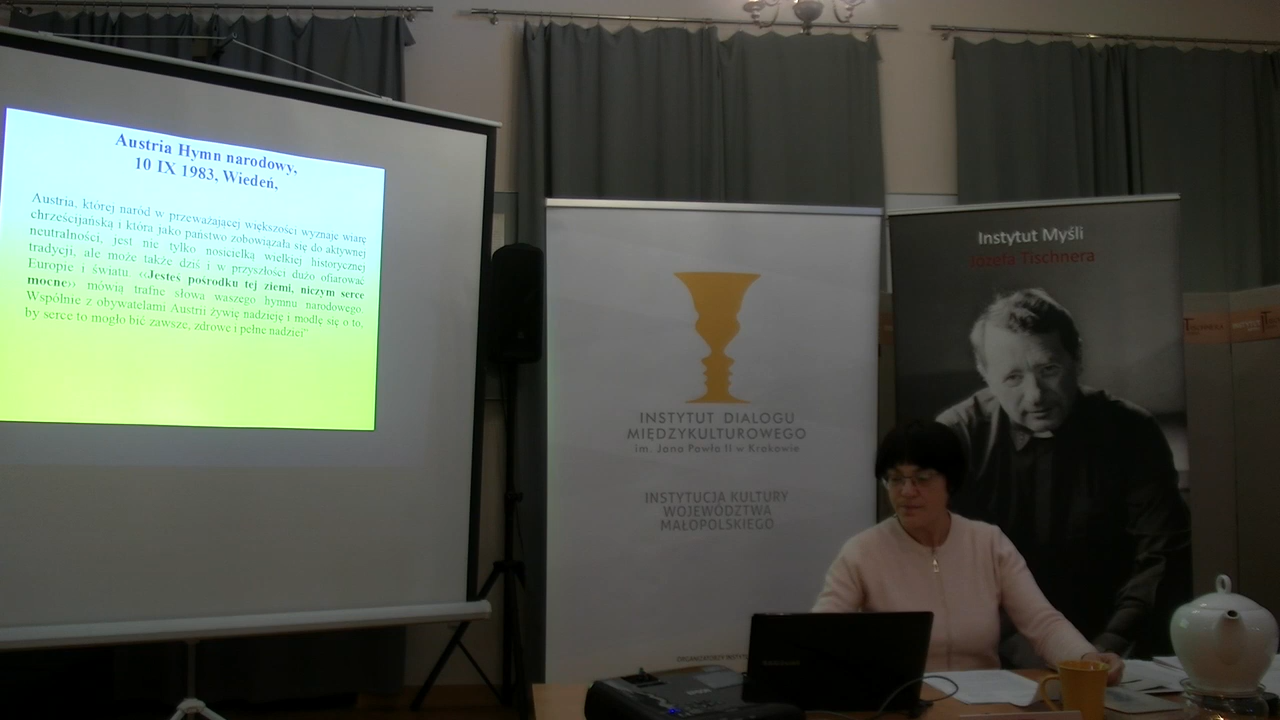 Austria Hymn narodowy,
10 IX 1983, Wiedeń,
Austria, której naród w przeważającej większości wyznaje wiarę
chrześcijańską i która jako państwo zobowiązała się do aktywnej
neutralności, jest nie tylko nosicielką wielkiej historycznej
tradycji, ale może także dziś i w przyszłości dużo ofiarować
Europie i światu. ‹‹Jesteś pośrodku tej ziemi, niczym serce
mocne›› mówią trafne słowa waszego hymnu narodowego.
Wspólnie z obywatelami Austrii żywię nadzieję i modlę się o to,
by serce to mogło bić zawsze, zdrowe i pełne nadziei"
INSTYTUT DIALOGU
MIĘDZYKULTUROWEGO
im. Jana Pawła II w Krakowie
INSTYTUCJA KULTURY
WOJEWÓDZTWA
MAŁOPOLSKIEGO
Instytut Myśli
Józefa Tischnera
SAMSUNG